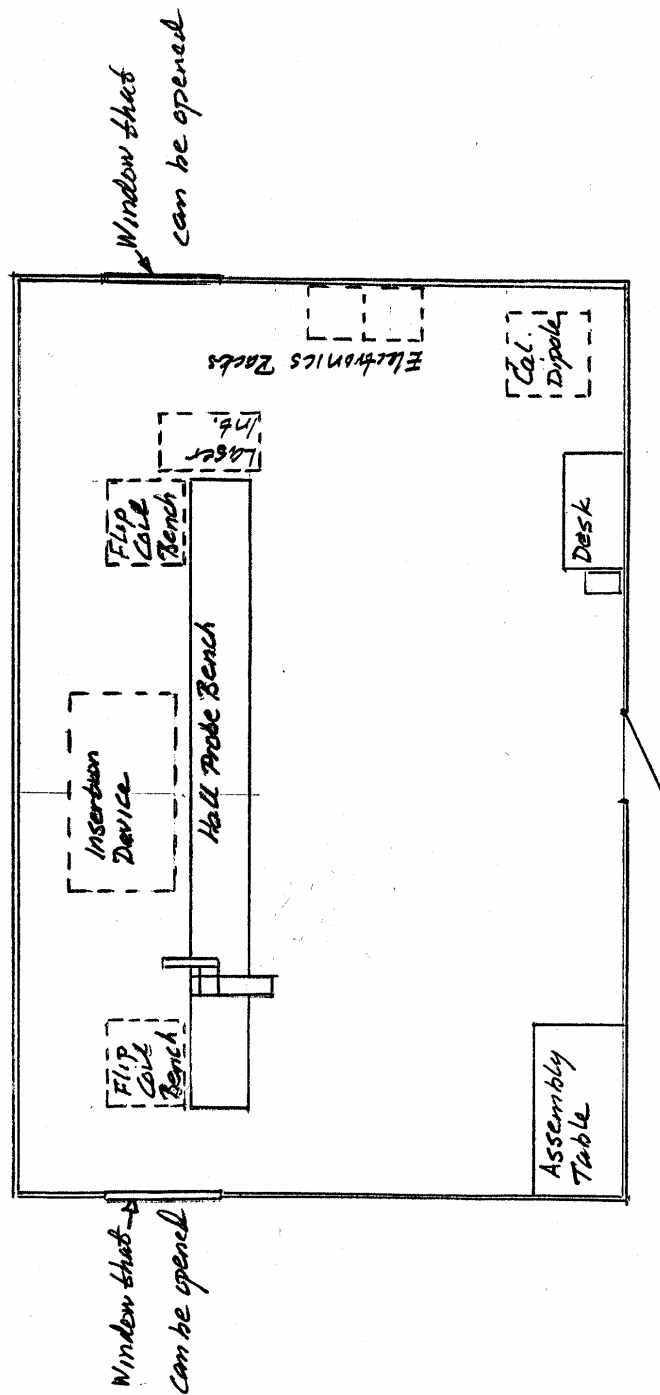 Window that
can be opened
Window that
can be opened
Flip
Coil
Bench
Insertion
Device
Flip
Coil
Bench
Laser
Int.
Hall Probe Bench
Electronics Racks
Cal.
Dipole
Assembly
Table
Desk